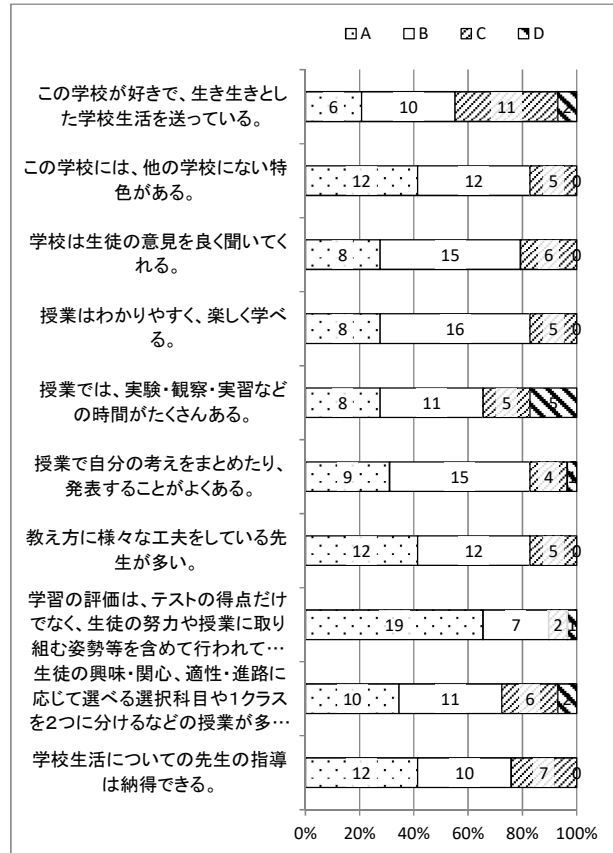 A B C D
この学校が好きで、生き生きとし
た学校生活を送っている。
6 10 11 2
この学校には、他の学校にない特
色がある。
12 12 5 0
学校は生徒の意見を良く聞いてく
れる。
8 15 6 0
授業はわかりやすく、楽しく学べ
る。
8 16 5 0
授業では、実験・観察・実習など
の時間がたくさんある。
8 11 5 5
授業で自分の考えをまとめたり、
発表することがよくある。
9 15 4 1
教え方に様々な工夫をしている先
生が多い。
12 12 5 0
学習の評価は、テストの得点だけ
でなく、生徒の努力や授業に取り
組む姿勢等を含めて行われて…
19 7 2 1
生徒の興味・関心、適性・進路に
応じて選べる選択科目や1クラス
を2つに分けるなどの授業が多…
10 11 6 2
学校生活についての先生の指導
は納得できる。
12 10 7 0
0% 20% 40% 60% 80% 100%